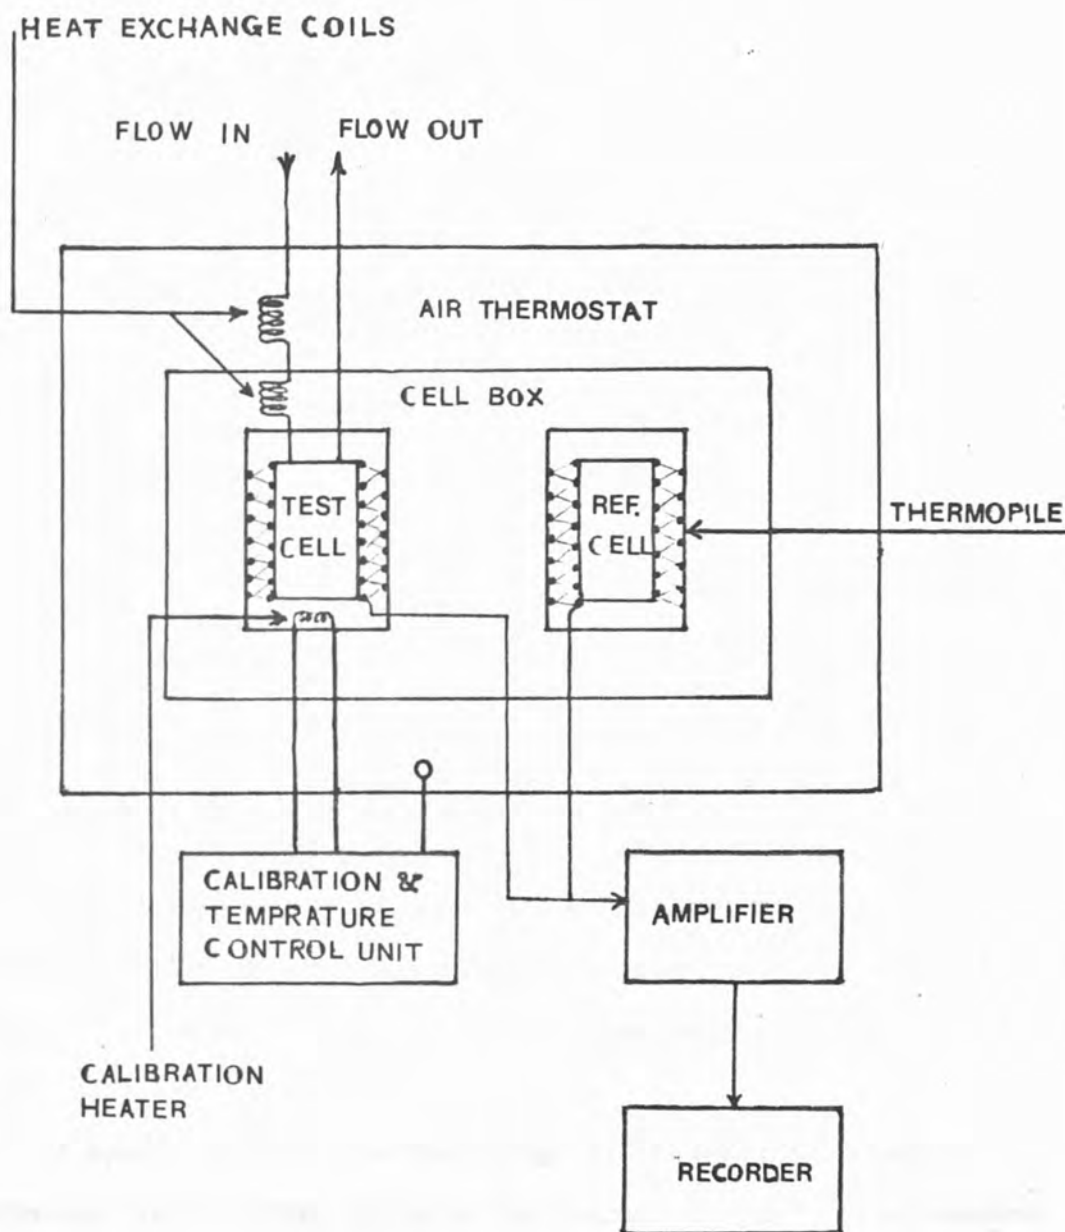 HEAT EXCHANGE COILS
FLOW IN
FLOW OUT
AIR THERMOSTAT
CELL BOX
TEST
CELL
REF.
CELL
THERMOPILE
CALIBRATION &
TEMPRATURE
CONTROL UNIT
AMPLIFIER
CALIBRATION
HEATER
RECORDER